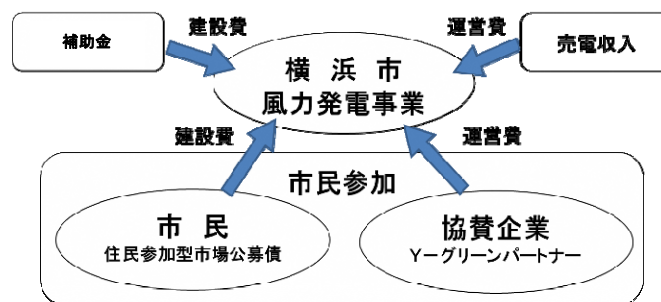 補助金
建設費
運営費
売電収入
横浜市
風力発電事業
建設費
運営費
市民参加
市民
住民参加型市場公募債
協賛企業
Y－グリーンパートナー